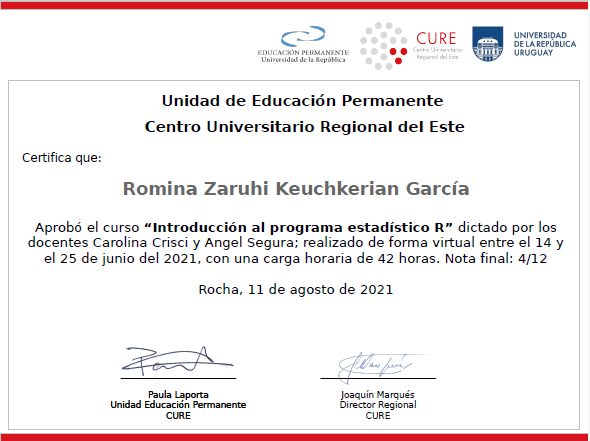 EDUCACIÓN PERMANENTE
Universidad de la República
CURE
Centro Universitario
Regional del Este
UNIVERSIDAD
DE LA REPÚBLICA
URUGUAY
Unidad de Educación Permanente
Centro Universitario Regional del Este
Certifica que:
Romina Zaruhi Keuchkerian García
Aprobó el curso “Introducción al programa estadístico R” dictado por los
docentes Carolina Crisci y Angel Segura; realizado de forma virtual entre el 14 y
el 25 de junio del 2021, con una carga horaria de 42 horas. Nota final: 4/12
Rocha, 11 de agosto de 2021
Paula Laporta
Unidad Educación Permanente
CURE
Joaquín Marqués
Director Regional
CURE